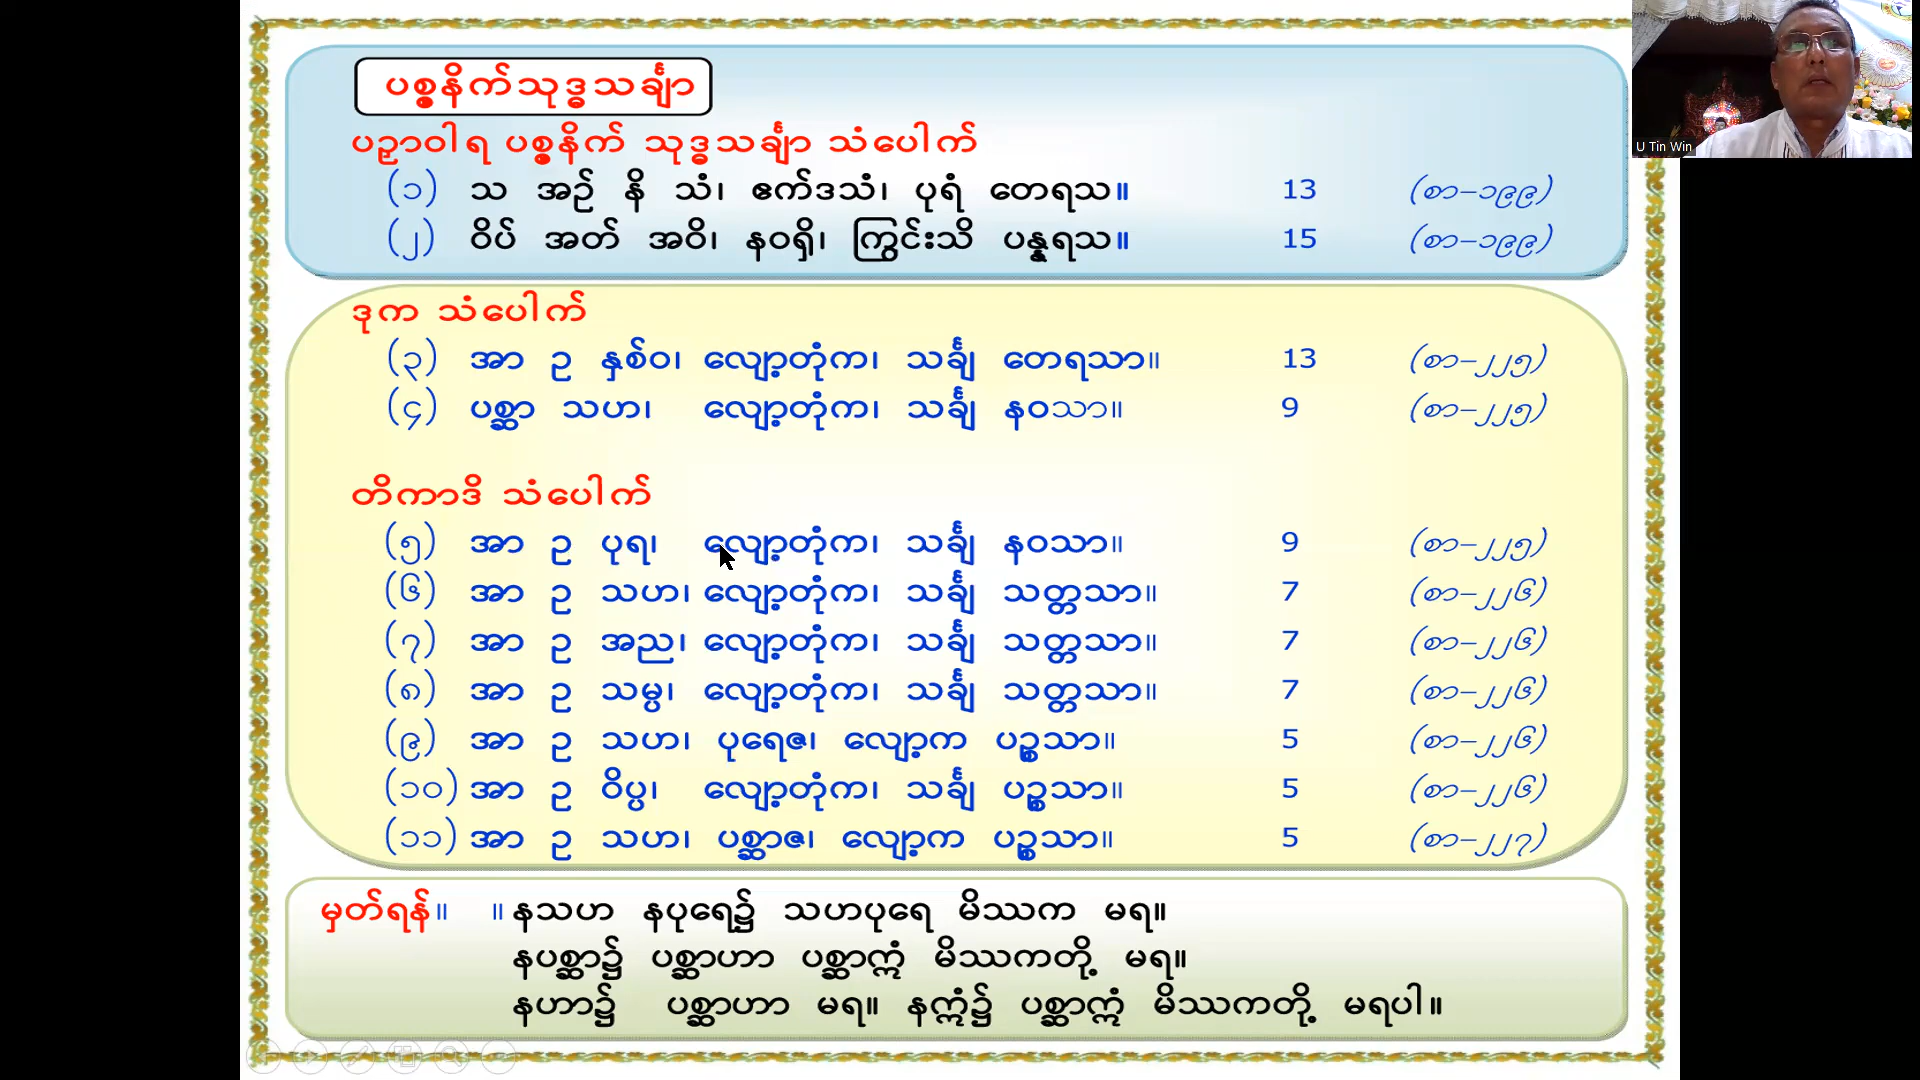 ပစ္စနိက်သုဒ္ဓသင်္ချာ
ပဉှာဝါရ ပစ္စနိက် သုဒ္ဓသင်္ချာ သံပေါက်
(၁) သ အဉ် နိ သံ၊ ဧက်ဒသံ၊ ပုရံ တေရသ။ 13 (စာ–၁၉၉)
(၂) ဝိပ် အတ် အဝိ၊ နဝရှိ၊ ကြွင်းသိ ပန္နရသ။ 15 (စာ–၁၉၉)
ဒုက သံပေါက်
(၃) အာ ဥ နှစ်ဝ၊ လျော့တုံက၊ သင်္ချ တေရသာ။ 13 (စာ–၂၂၅)
(၄) ပစ္ဆာ သဟ၊ လျော့တုံက၊ သင်္ချ နဝသာ။ 9 (စာ–၂၂၅)
တိကာဒိ သံပေါက်
(၅) အာ ဥ ပုရ၊ လျော့တုံက၊ သင်္ချ နဝသာ။ 9 (စာ–၂၂၅)
(၆) အာ ဥ သဟ၊ လျော့တုံက၊ သင်္ချ သတ္တသာ။ 7 (စာ–၂၂၆)
(၇) အာ ဥ အည၊ လျော့တုံက၊ သင်္ချ သတ္တသာ။ 7 (စာ–၂၂၆)
(၈) အာ ဥ သမ္ပ၊ လျော့တုံက၊ သင်္ချ သတ္တသာ။ 7 (စာ–၂၂၆)
(၉) အာ ဥ သဟ၊ ပုရေဇ၊ လျော့က ပဉ္စသာ။ 5 (စာ–၂၂၆)
(၁၀) အာ ဥ ဝိပ္ပ၊ လျော့တုံက၊ သင်္ချ ပဉ္စသာ။ 5 (စာ–၂၂၆)
(၁၁) အာ ဥ သဟ၊ ပစ္ဆာဇ၊ လျော့က ပဉ္စသာ။ 5 (စာ–၂၂၇)
မှတ်ရန်။ ။ နသဟ နပုရေ၌ သဟပုရေ မိဿက မရ။
နပစ္ဆာ၌ ပစ္ဆာဟာ ပစ္ဆာဣံ မိဿကတို့ မရ။
နဟာ၌ ပစ္ဆာဟာ မရ။ နဣံ၌ ပစ္ဆာဣံ မိဿကတို့ မရပါ။
U Tin Win